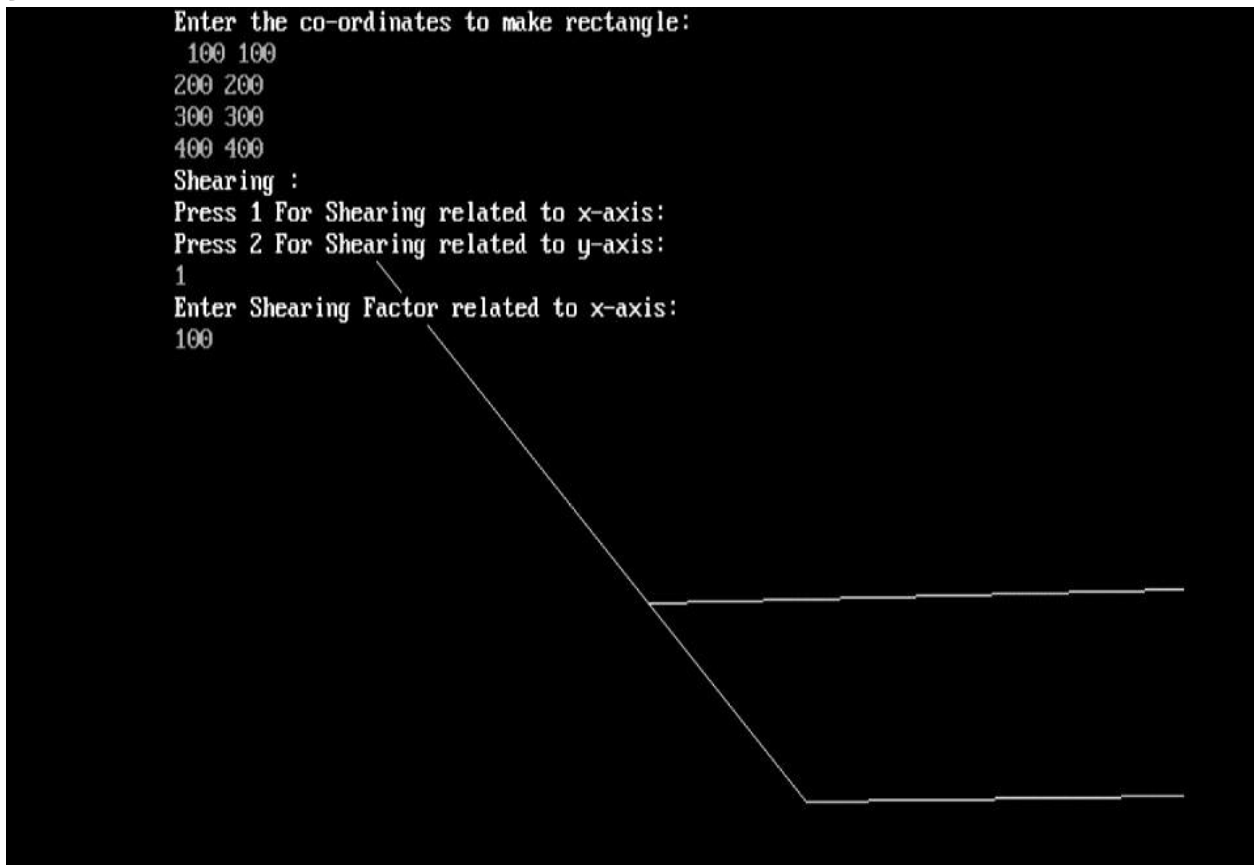 Enter the co-ordinates to make rectangle:
100 100
200 200
300 300
400 400
Shearing :
Press 1 For Shearing related to x-axis:
Press 2 For Shearing related to y-axis:
1
Enter Shearing Factor related to x-axis:
100